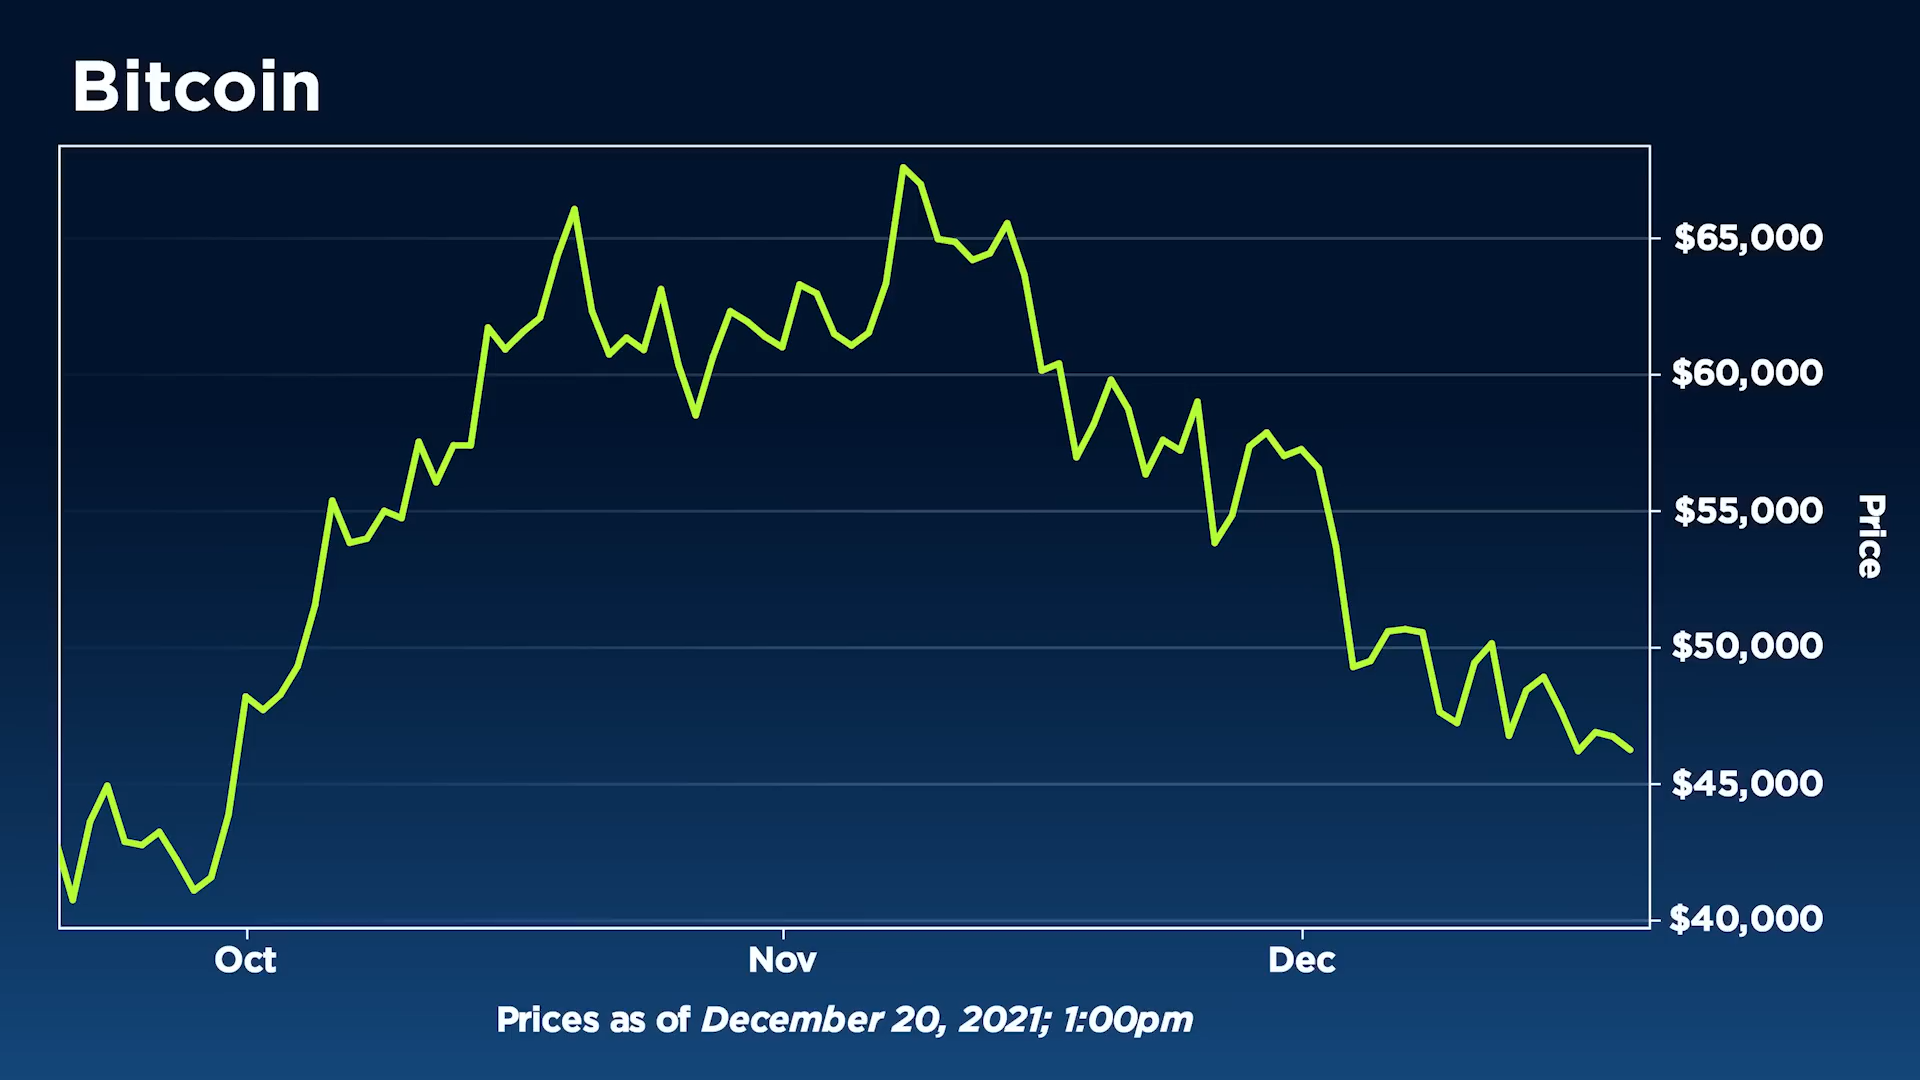 Bitcoin
$65,000
$60,000
$55,000
$50,000
$45,000
$40,000
Price
Oct Nov Dec
Prices as of December 20, 2021; 1:00pm